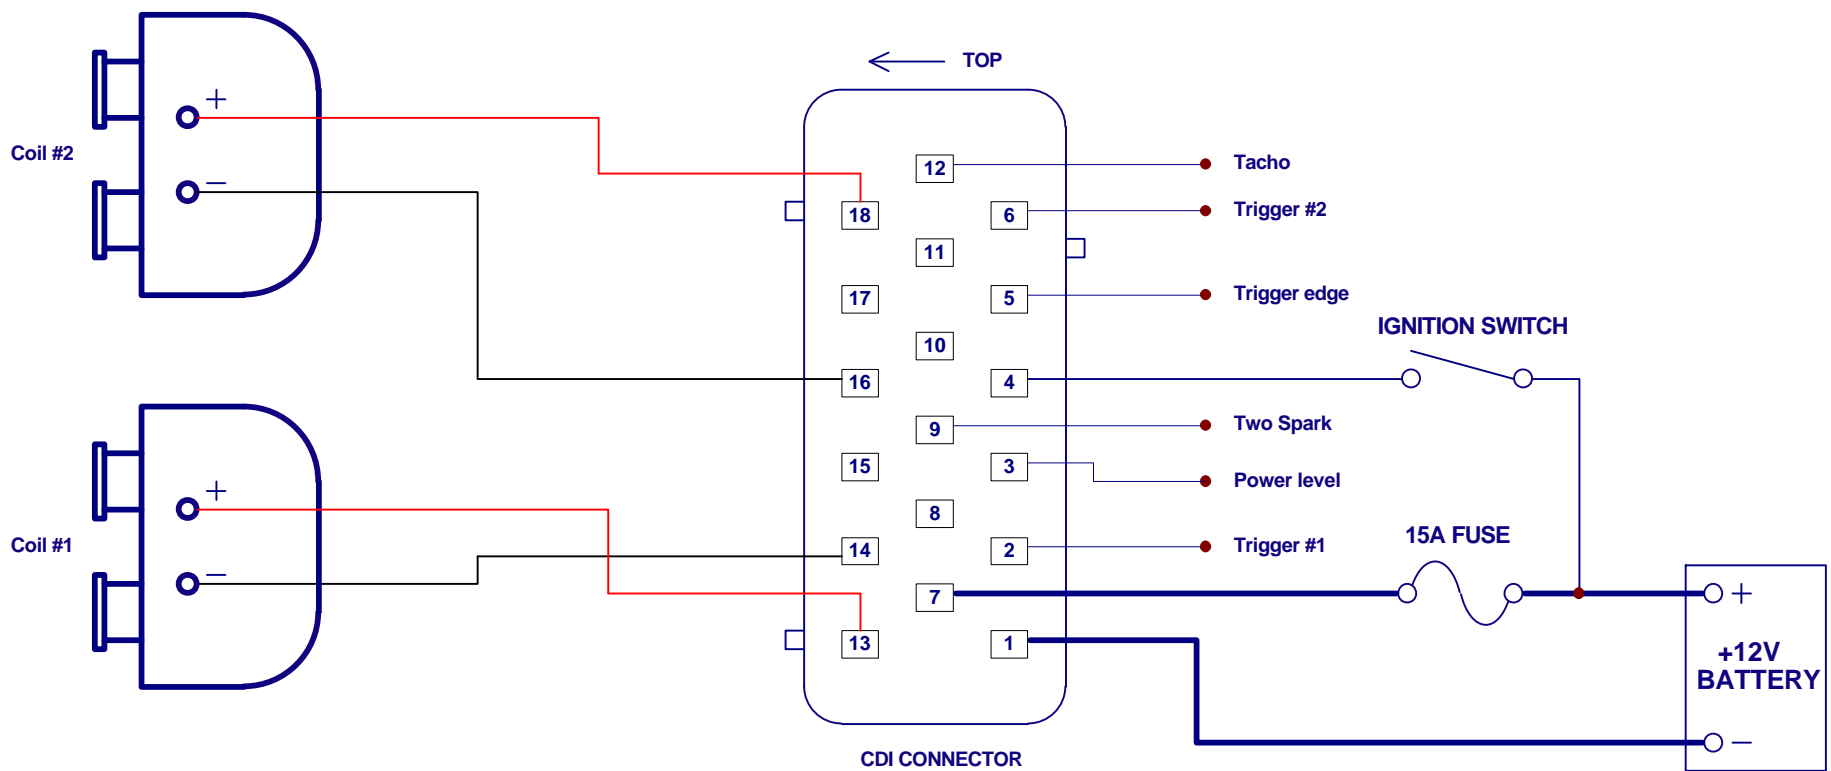 TOP
Coil #2
+
−
12
Tacho
18
6
Trigger #2
11
17
5
Trigger edge
IGNITION SWITCH
10
16
4
9
Two Spark
15
3
Power level
Coil #1
+
−
8
14
2
Trigger #1
15A FUSE
7
13
1
+
+12V
BATTERY
−
CDI CONNECTOR